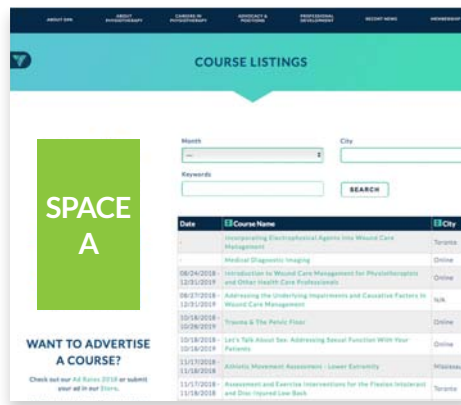 ABOUT OPA
ABOUT PHYSIOTHERAPY
CAREERS IN PHYSIOTHERAPY
ADVOCACY & POSITIONS
PROFESSIONAL DEVELOPMENT
RECENT NEWS
MEMBERSHIP
COURSE LISTINGS
Month
City
---
Keywords
SEARCH
SPACE
A
Date Course Name City
- Incorporating Electrophysical Agents into Wound Care Management Toronto
- Medical Diagnostic Imaging Online
08/24/2018 - 12/31/2019 Introduction to Wound Care Management for Physiotherapists and Other Health Care Professionals Online
08/27/2018 - 12/31/2019 Addressing the Underlying Impairments and Causative Factors in Wound Care Management N/A
10/18/2018 - 10/28/2019 Trauma & The Pelvic Floor Online
10/18/2018 - 10/18/2019 Let's Talk About Sex- Addressing Sexual Function With Your Patients Online
11/17/2018 - 11/18/2018 Athletic Movement Assessment - Lower Extremity
11/17/2018 - 11/18/2018 Assessment and Exercise Interventions for the Flexion Intolerant and Disc-Injured Low Back Toronto
WANT TO ADVERTISE
A COURSE?
Check out our Ad Rates 2018 or submit
your ad in our Store.